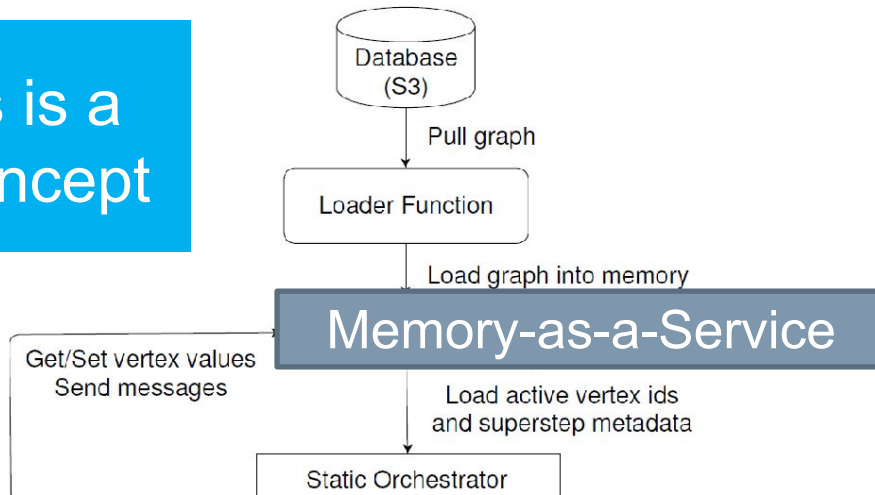 is a
ncept
Database
(S3)
Pull graph
Loader Function
Load graph into memory
Memory-as-a-Service
Get/Set vertex values
Send messages
Load active vertex ids
and superstep metadata
Static Orchestrator